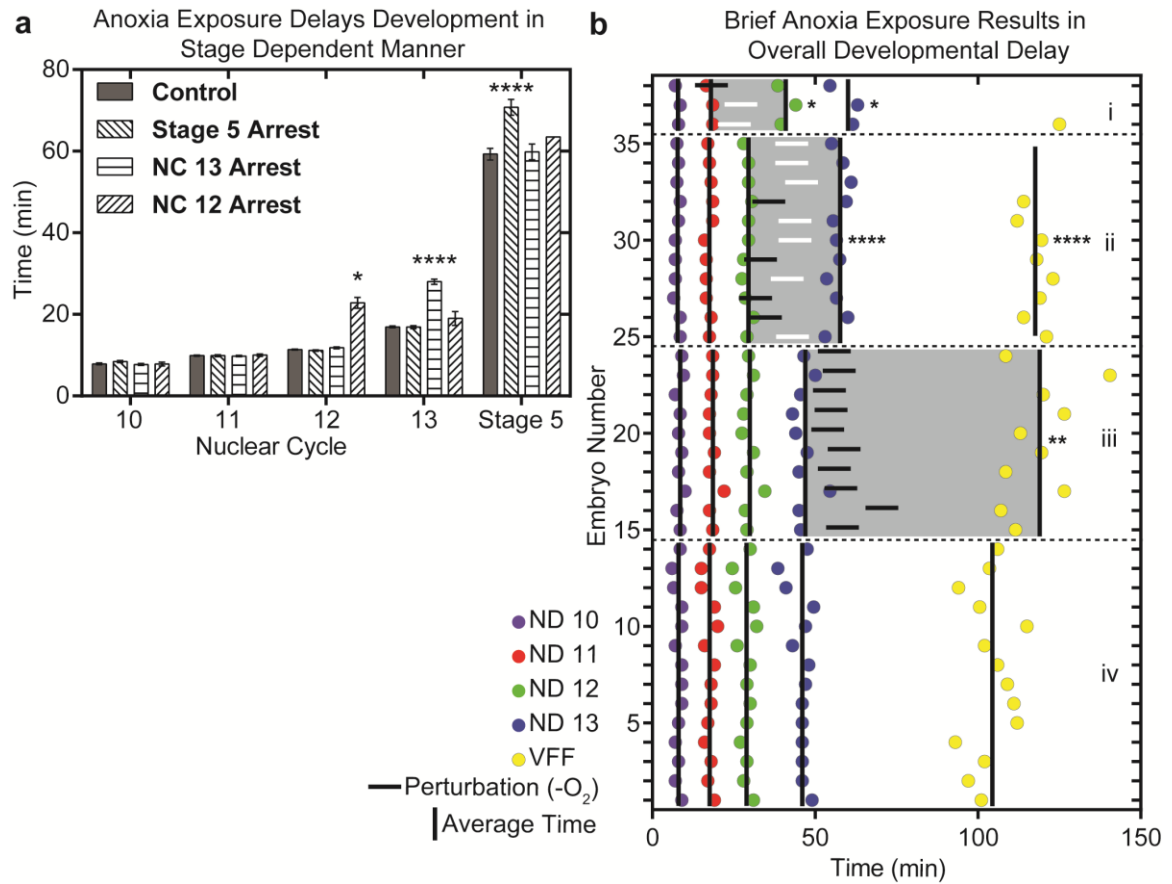 a
Anoxia Exposure Delays Development in
Stage Dependent Manner
80
60
40
20
0
Time (min)
Control
Stage 5 Arrest
NC 13 Arrest
NC 12 Arrest
*
****
****
10
11
12
13
Stage 5
Nuclear Cycle
b
Brief Anoxia Exposure Results in
Overall Developmental Delay
35
30
25
20
15
10
5
Embryo Number
*
*
i
****
****
ii
**
iii
iv
0
50
100
150
Time (min)
ND 10
ND 11
ND 12
ND 13
VFF
Perturbation (-O₂)
Average Time